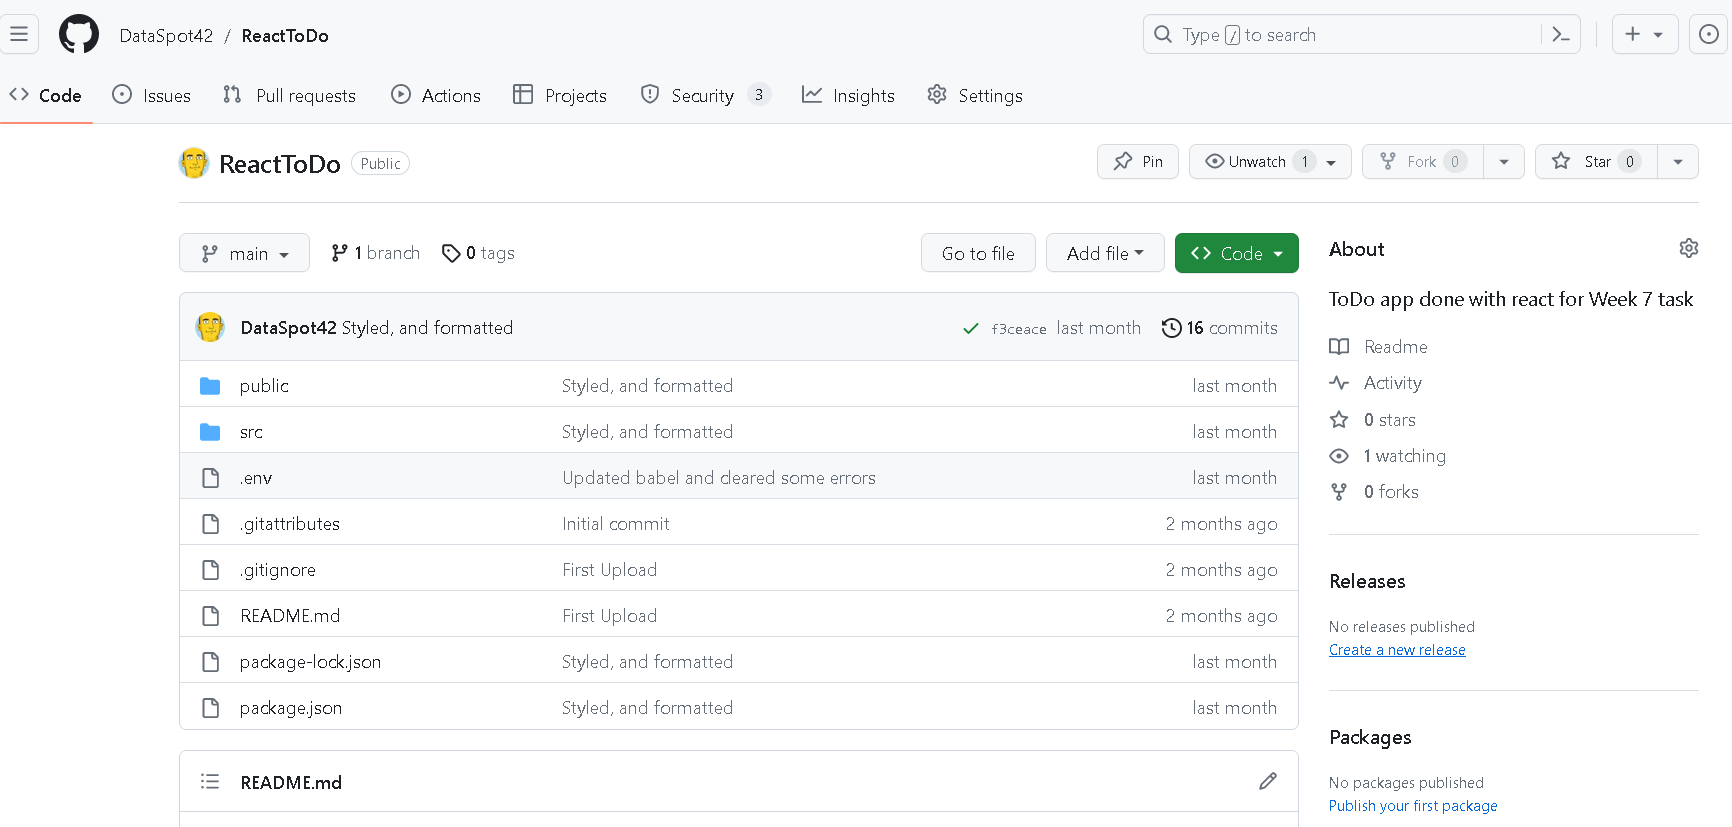 DataSpot42 / ReactToDo
Type / to search
Code Issues Pull requests Actions Projects Security 3 Insights Settings
ReactToDo Public
Pin Unwatch 1 Fork 0 Star 0
main 1 branch 0 tags Go to file Add file Code
DataSpot42 Styled, and formatted f3ceace last month 16 commits
public Styled, and formatted last month
src Styled, and formatted last month
.env Updated babel and cleared some errors last month
.gitattributes Initial commit 2 months ago
.gitignore First Upload 2 months ago
README.md First Upload 2 months ago
package-lock.json Styled, and formatted last month
package.json Styled, and formatted last month
README.md
About
ToDo app done with react for Week 7 task
Readme
Activity
0 stars
1 watching
0 forks
Releases
No releases published
Create a new release
Packages
No packages published
Publish your first package